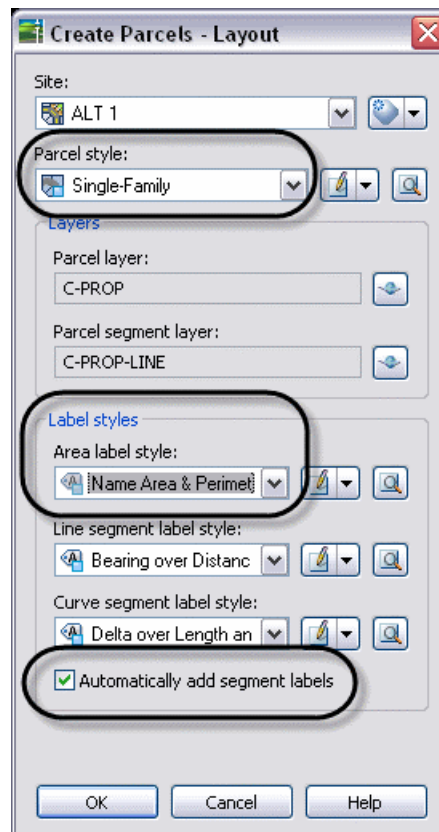 Create Parcels - Layout
Site:
ALT 1
Parcel style:
Single-Family
Layers
Parcel layer:
C-PROP
Parcel segment layer:
C-PROP-LINE
Label styles
Area label style:
Name Area & Perimet
Line segment label style:
Bearing over Distanc
Curve segment label style:
Delta over Length an
Automatically add segment labels
OK
Cancel
Help